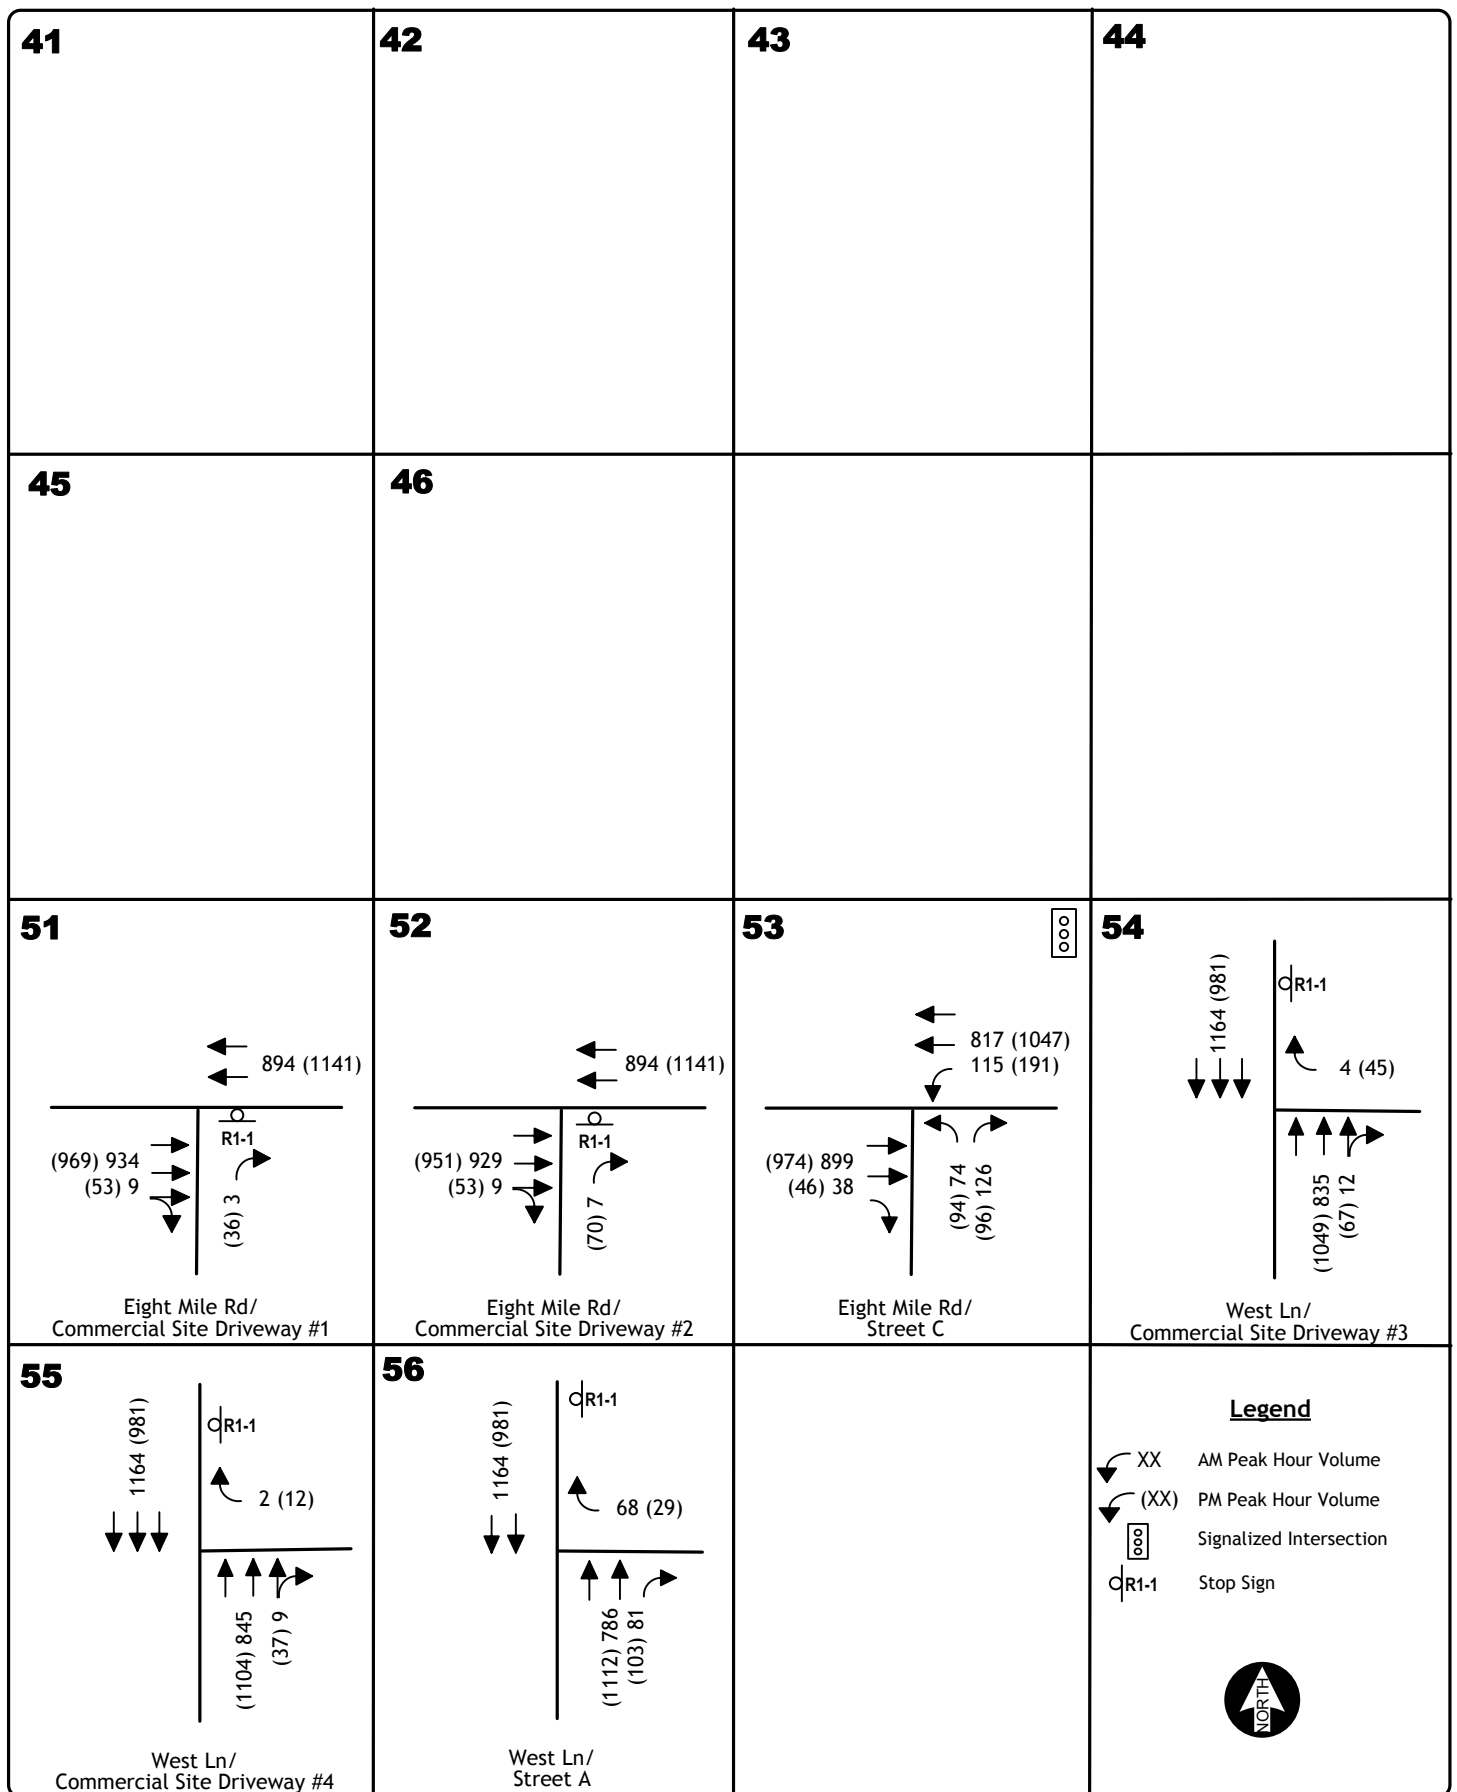 41
42
43
44
45
46
51
894 (1141)
R1-1
(969) 934
(53) 9
(36) 3
Eight Mile Rd/
Commercial Site Driveway #1
52
894 (1141)
R1-1
(951) 929
(53) 9
(70) 7
Eight Mile Rd/
Commercial Site Driveway #2
53
817 (1047)
115 (191)
(974) 899
(46) 38
(94) 74
(96) 126
Eight Mile Rd/
Street C
54
1164 (981)
R1-1
4 (45)
(1049) 835
(67) 12
West Ln/
Commercial Site Driveway #3
55
1164 (981)
R1-1
2 (12)
(1104) 845
(37) 9
West Ln/
Commercial Site Driveway #4
56
1164 (981)
R1-1
68 (29)
(1112) 786
(103) 81
West Ln/
Street A
Legend
XX AM Peak Hour Volume
(XX) PM Peak Hour Volume
Signalized Intersection
R1-1 Stop Sign
NORTH